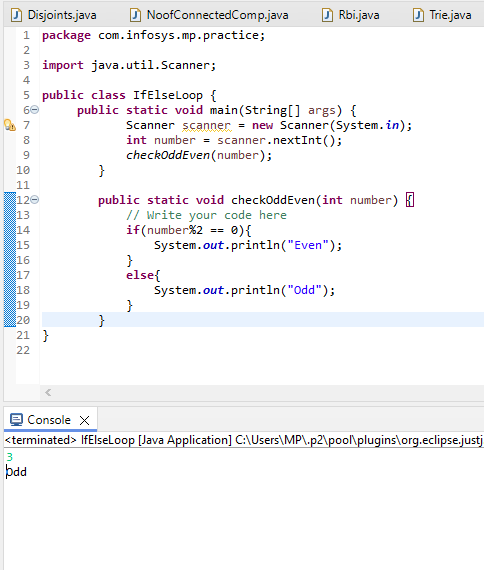 Disjoints.java NoofConnectedComp.java Rbi.java Trie.java
1 package com.infosys.mp.practice;
2
3 import java.util.Scanner;
4
5 public class IfElseLoop {
6 public static void main(String[] args) {
7 Scanner scanner = new Scanner(System.in);
8 int number = scanner.nextInt();
9 checkOddEven(number);
10 }
11
12 public static void checkOddEven(int number) {
13 // Write your code here
14 if(number%2 == 0){
15 System.out.println("Even");
16 }
17 else{
18 System.out.println("Odd");
19 }
20 }
21 }
22
Console
<terminated> IfElseLoop [Java Application] C:\Users\MP\.p2\pool\plugins\org.eclipse.justj
3
Odd